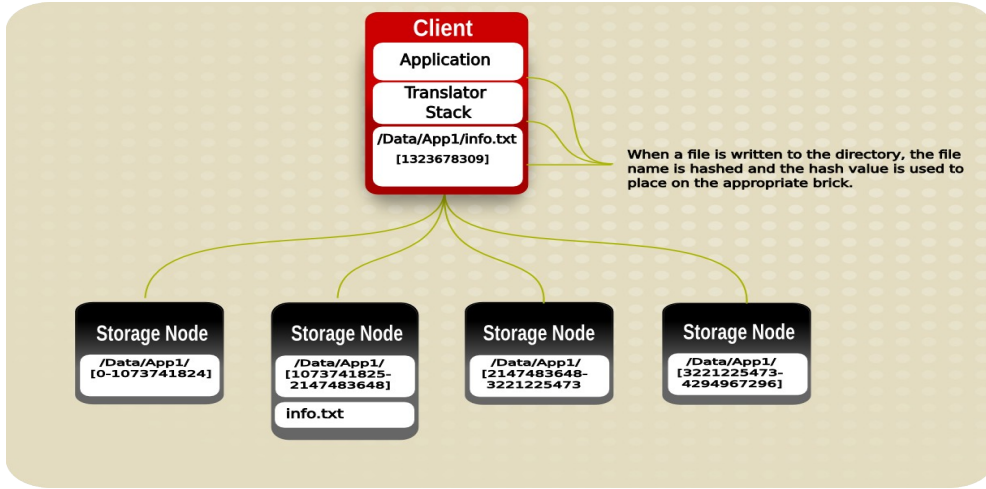 Client
Application
Translator
Stack
/Data/App1/info.txt
[1323678309]
When a file is written to the directory, the file
name is hashed and the hash value is used to
place on the appropriate brick.
Storage Node
/Data/App1/
[0-1073741824]
Storage Node
/Data/App1/
[1073741825-
2147483648]
info.txt
Storage Node
/Data/App1/
[2147483648-
3221225473
Storage Node
/Data/App1/
[3221225473-
4294967296]